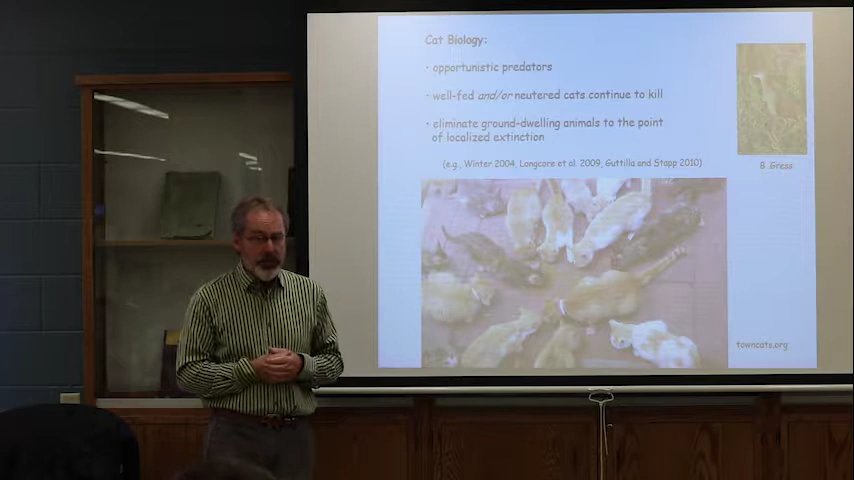 Cat Biology:
• opportunistic predators
• well-fed and/or neutered cats continue to kill
• eliminate ground-dwelling animals to the point
of localized extinction
(e.g., Winter 2004, Longcore et al. 2009, Guttilla and Stapp 2010)
B. Gress
towncats.org